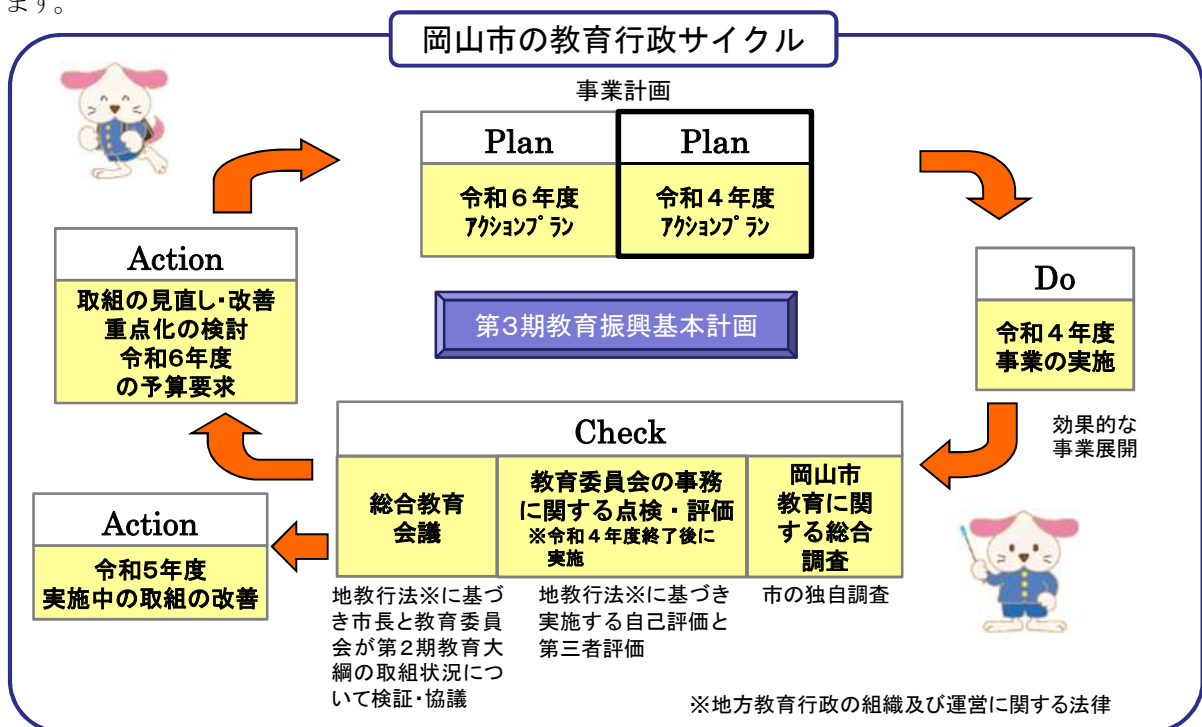 ます。
岡山市の教育行政サイクル
事業計画
Plan
令和６年度
ｱｸｼｮﾝﾌﾟﾗﾝ
Plan
令和４年度
ｱｸｼｮﾝﾌﾟﾗﾝ
Do
令和４年度
事業の実施
効果的な
事業展開
第３期教育振興基本計画
Action
取組の見直し・改善
重点化の検討
令和６年度
の予算要求
Check
総合教育
会議
教育委員会の事務
に関する点検・評価
※令和４年度終了後に
実施
岡山市
教育に関
する総合
調査
地教行法※に基づ
き市長と教育委員
会が第２期教育大
綱の取組状況につ
いて検証・協議
地教行法※に基づき
実施する自己評価と
第三者評価
市の独自調査
Action
令和５年度
実施中の取組の改善
※地方教育行政の組織及び運営に関する法律